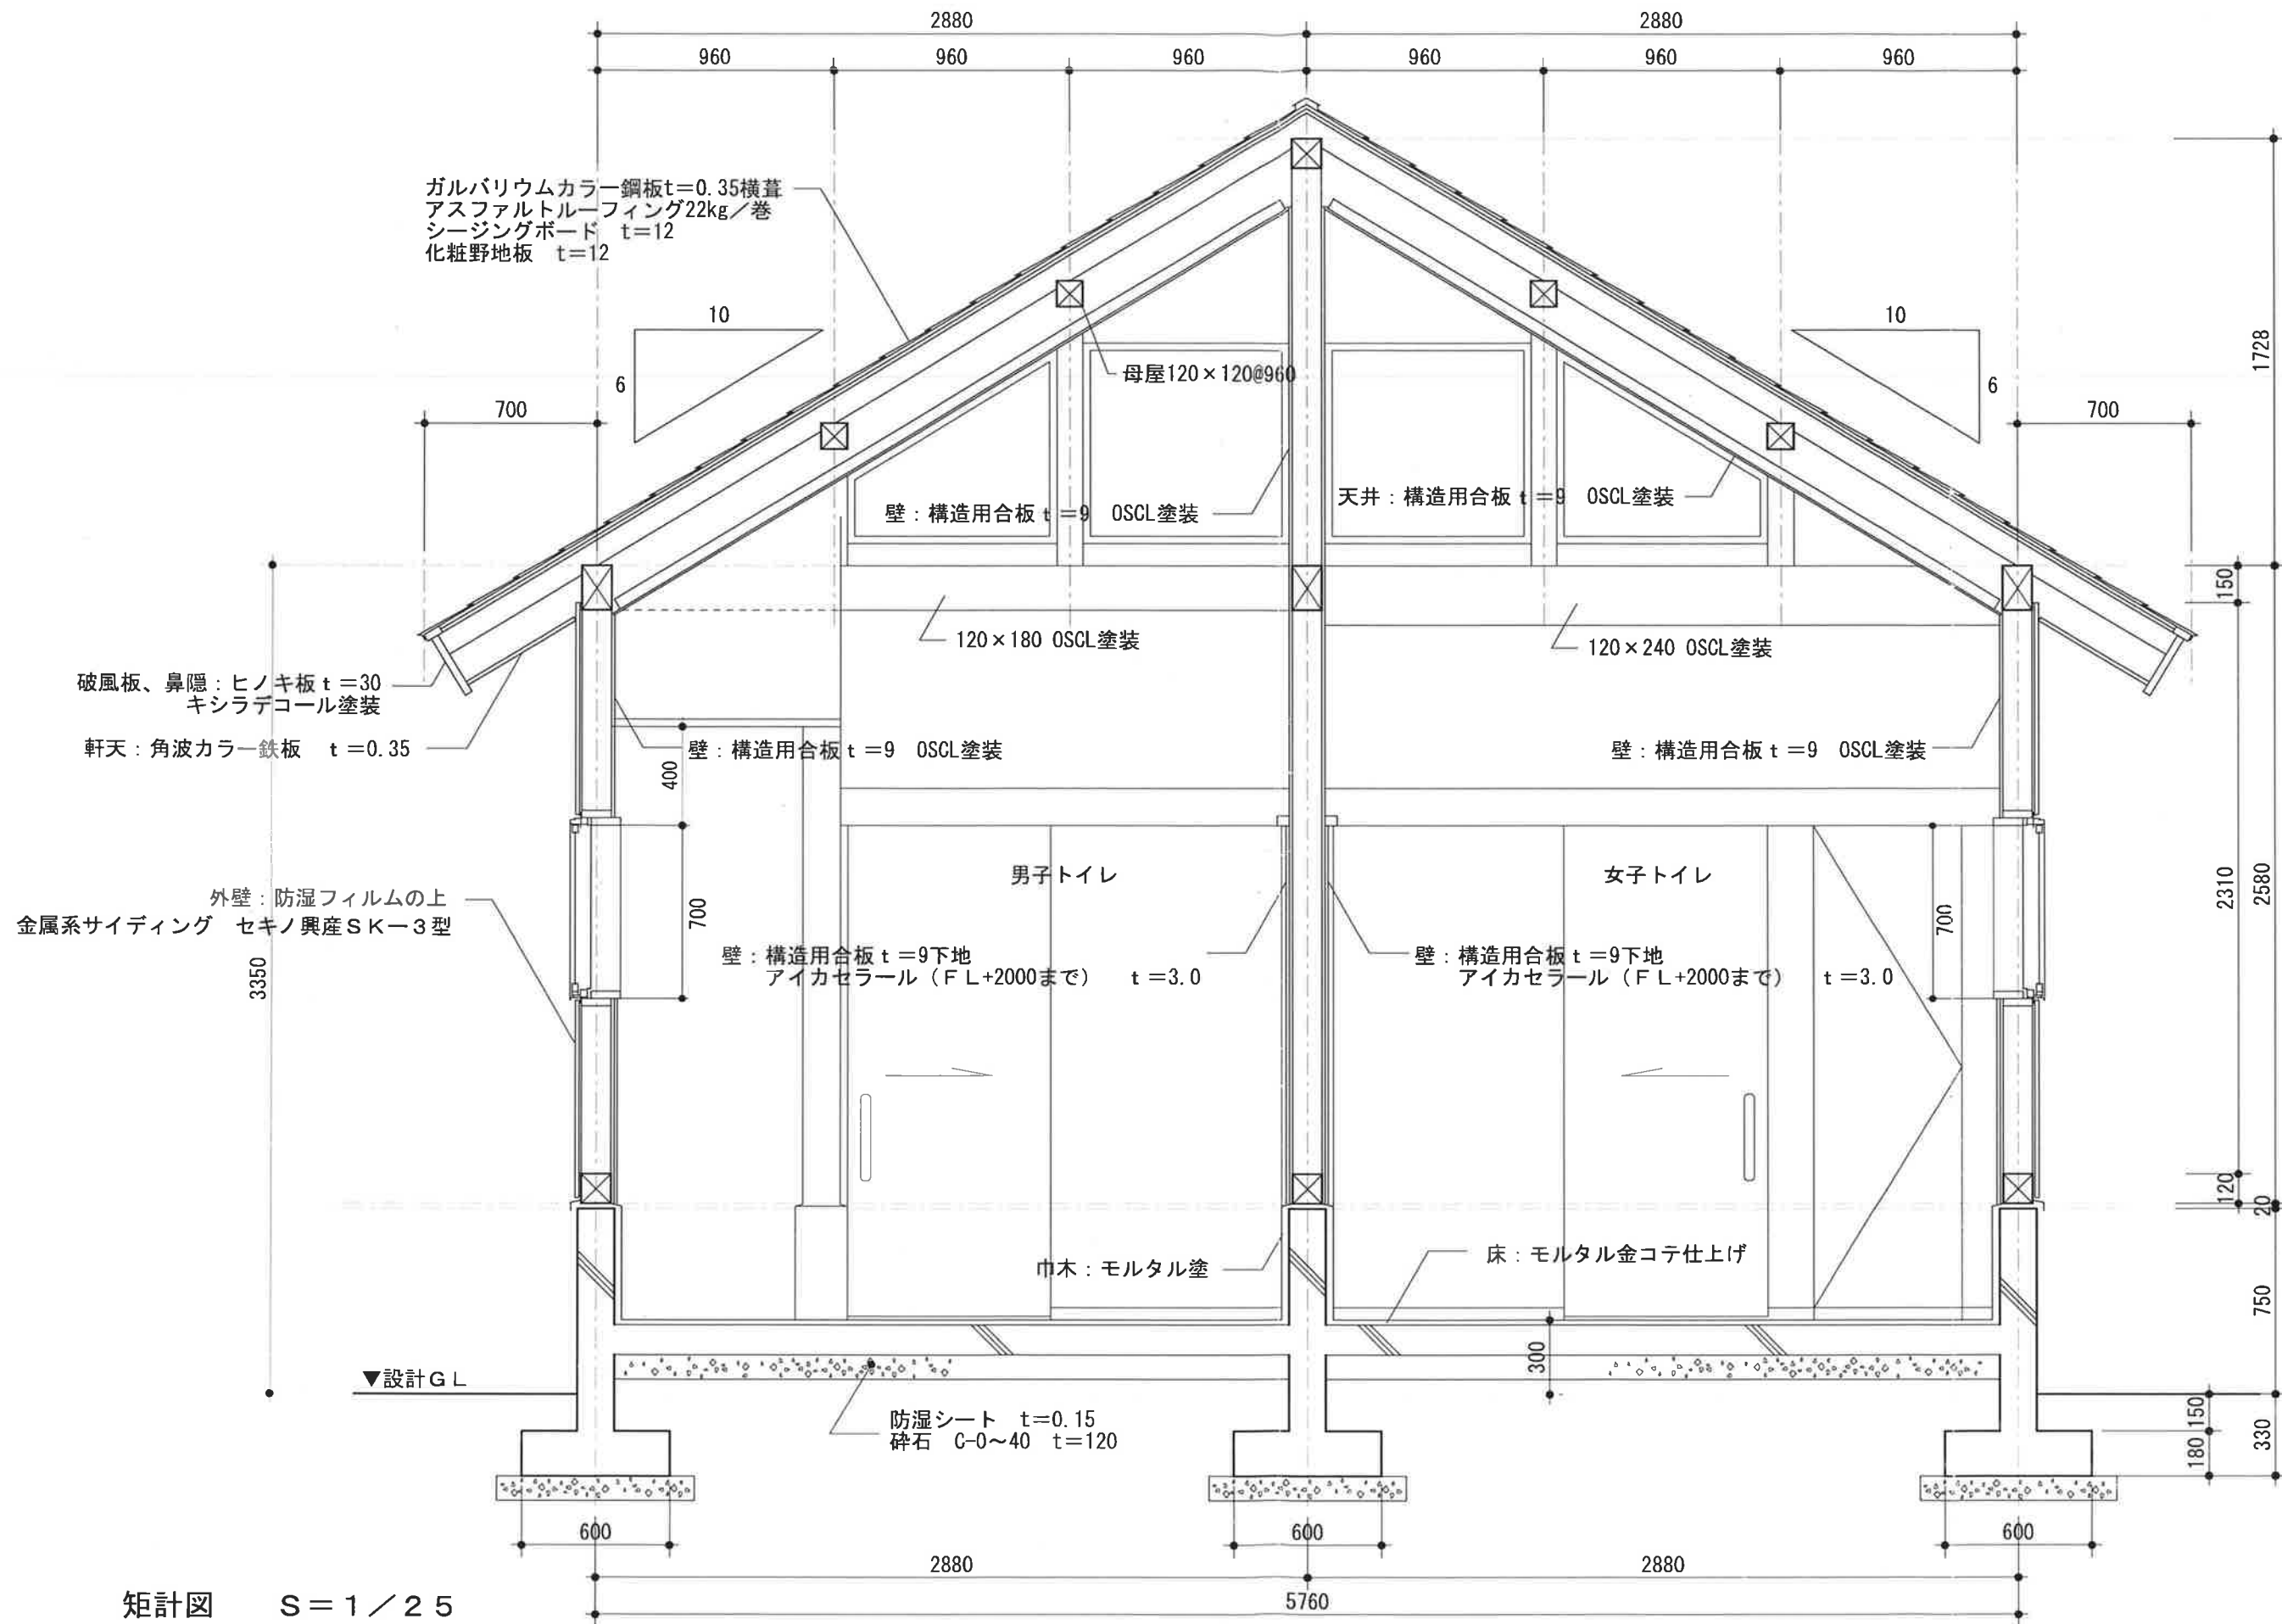 2880
2880
960
960
960
960
960
960
ガルバリウムカラー鋼板t=0.35横葺
アスファルトルーフィング22kg／巻
シージングボード　t=12
化粧野地板　t=12
10
6
700
10
6
700
1728
母屋120×120@960
壁：構造用合板ｔ=9　OSCL塗装
天井：構造用合板ｔ=9　OSCL塗装
150
120×180 OSCL塗装
120×240 OSCL塗装
破風板、鼻隠：ヒノキ板ｔ=30
キシラデコール塗装
軒天：角波カラー鉄板　ｔ=0.35
壁：構造用合板ｔ=9　OSCL塗装
壁：構造用合板ｔ=9　OSCL塗装
400
男子トイレ
女子トイレ
700
700
2310
2580
外壁：防湿フィルムの上
金属系サイディング　セキノ興産ＳＫー３型
3350
壁：構造用合板ｔ=9下地
アイカセラール（ＦＬ+2000まで）　ｔ=3.0
壁：構造用合板ｔ=9下地
アイカセラール（ＦＬ+2000まで）　ｔ=3.0
120
20
巾木：モルタル塗
床：モルタル金コテ仕上げ
750
300
▼設計ＧＬ
防湿シート　t=0.15
砕石　C-0～40　t=120
150
180
330
600
600
600
2880
2880
5760
矩計図　Ｓ＝１／２５